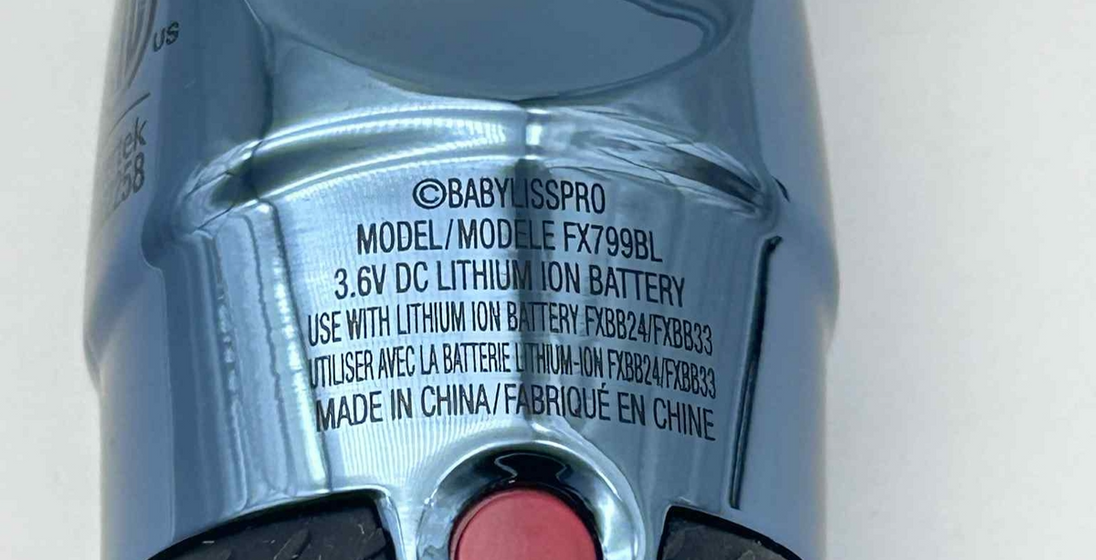 US
©BABYLISSPRO
MODEL/MODELE FX799BL
3.6V DC LITHIUM ION BATTERY
USE WITH LITHIUM ION BATTERY FXBB24/FXBB33
UTILISER AVEC LA BATTERIE LITHIUM-ION FXBB24/FXBB33
MADE IN CHINA/FABRIQUÉ EN CHINE